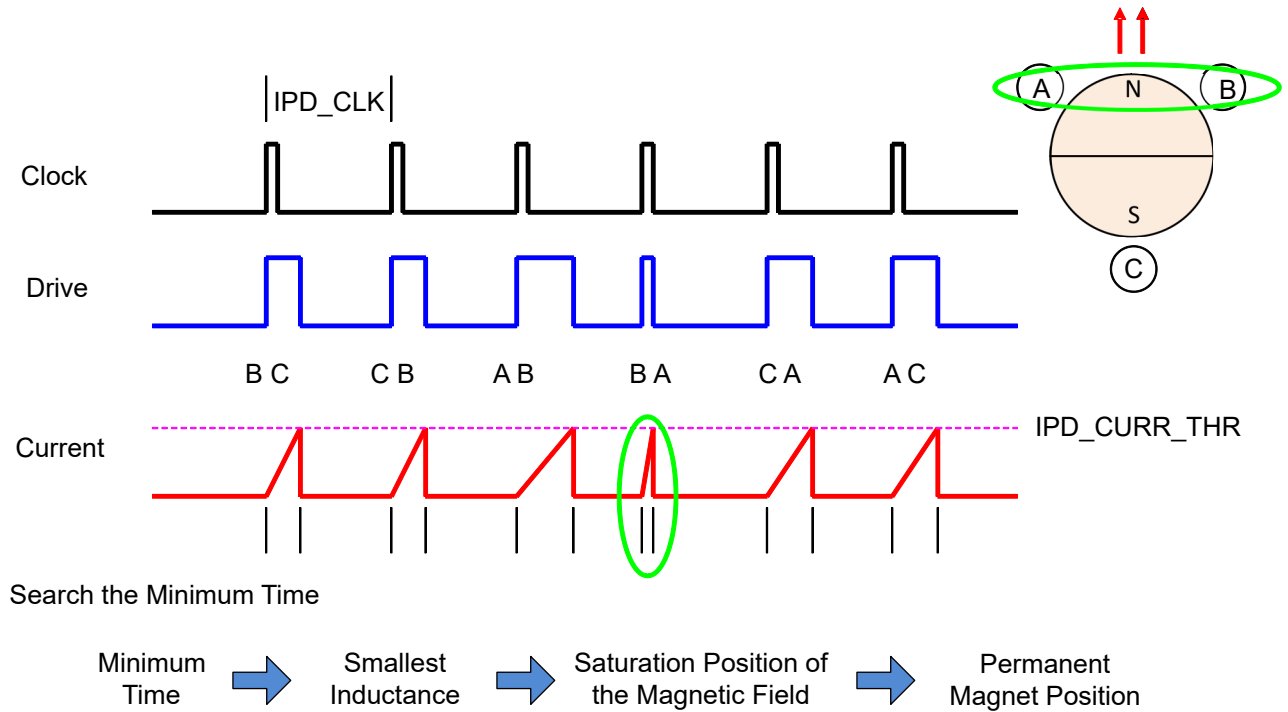 IPD_CLK
A
N
B
Clock
S
C
Drive
B C
C B
A B
B A
C A
A C
IPD_CURR_THR
Current
Search the Minimum Time
Minimum
Time
Smallest
Inductance
Saturation Position of
the Magnetic Field
Permanent
Magnet Position